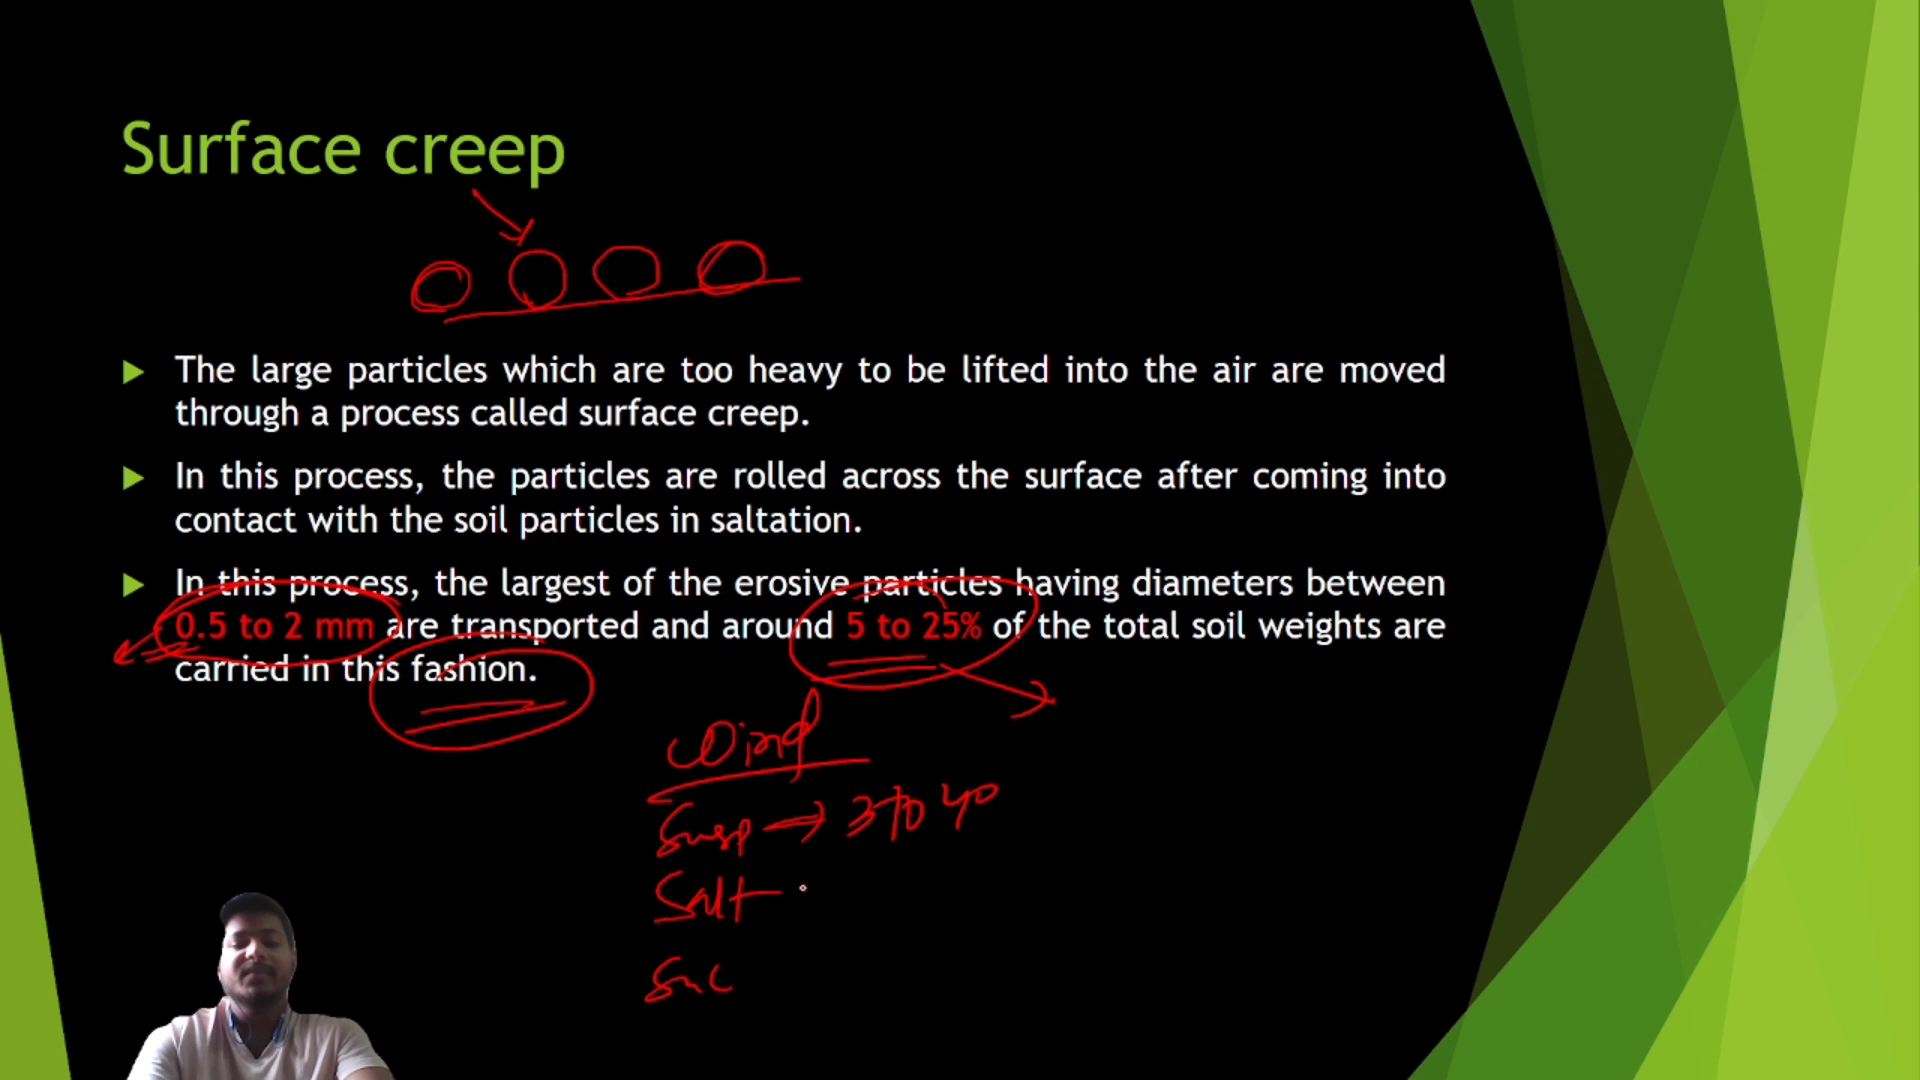 Surface creep
The large particles which are too heavy to be lifted into the air are moved
through a process called surface creep.
In this process, the particles are rolled across the surface after coming into
contact with the soil particles in saltation.
In this process, the largest of the erosive particles having diameters between
0.5 to 2 mm are transported and around 5 to 25% of the total soil weights are
carried in this fashion.
Wind
Susp → 3 to 40
Salt